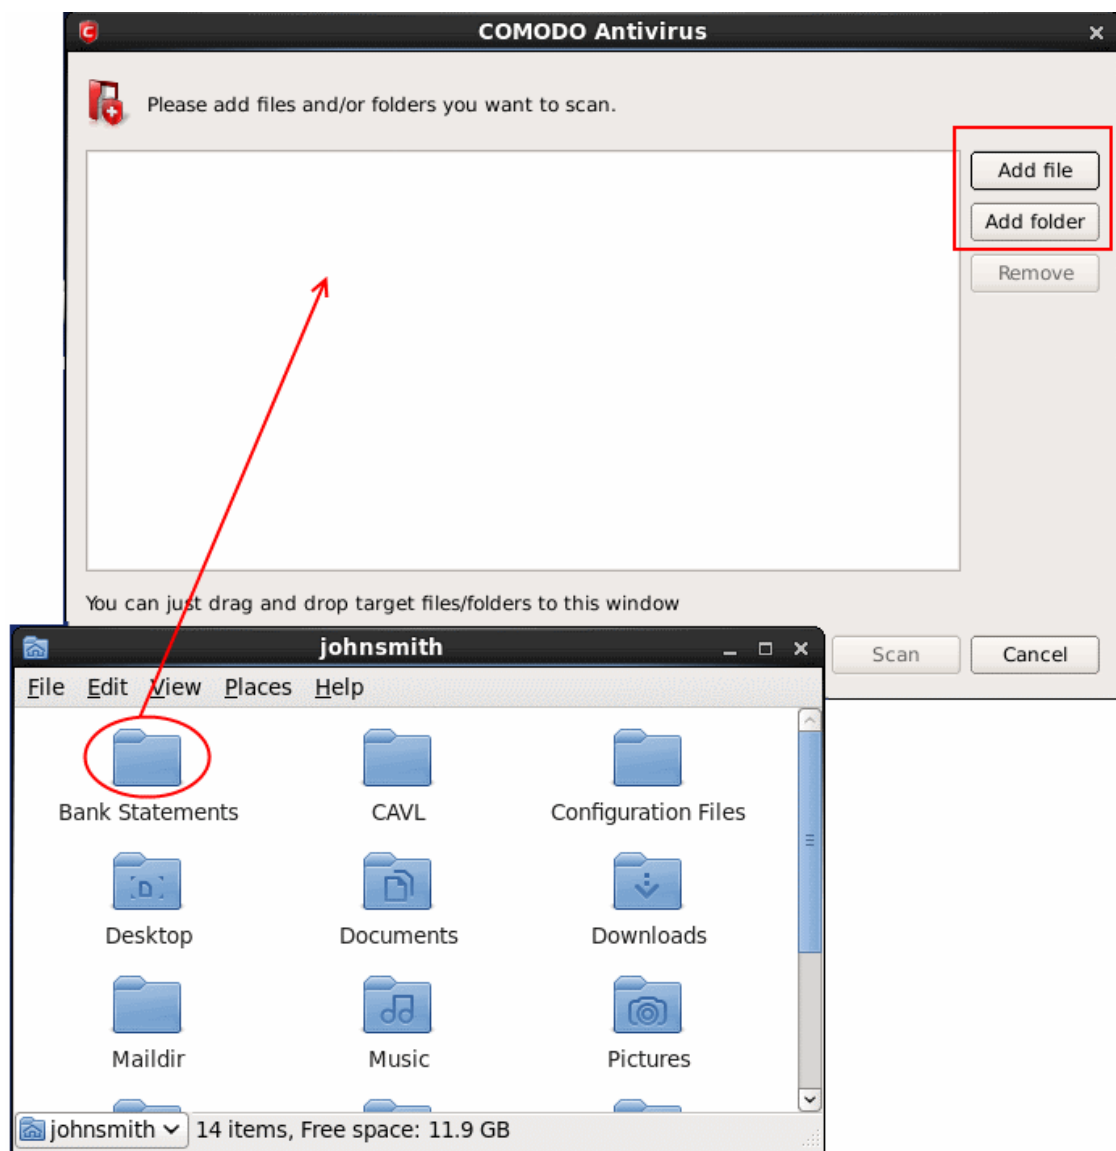 COMODO Antivirus
Please add files and/or folders you want to scan.
Add file
Add folder
Remove
You can just drag and drop target files/folders to this window
Scan
Cancel
johnsmith
File Edit View Places Help
Bank Statements CAVL Configuration Files
Desktop Documents Downloads
Maildir Music Pictures
johnsmith 14 items, Free space: 11.9 GB